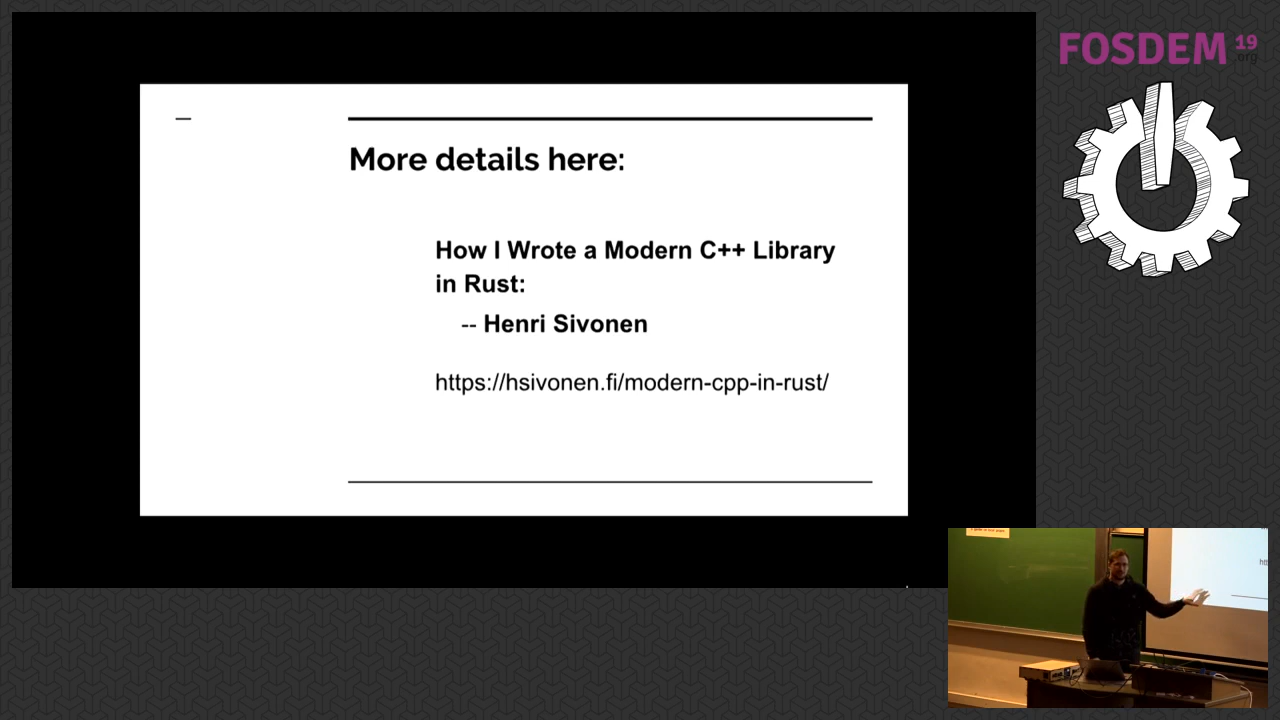 FOSDEM 19
.org
—
More details here:
How I Wrote a Modern C++ Library
in Rust:
-- Henri Sivonen
https://hsivonen.fi/modern-cpp-in-rust/